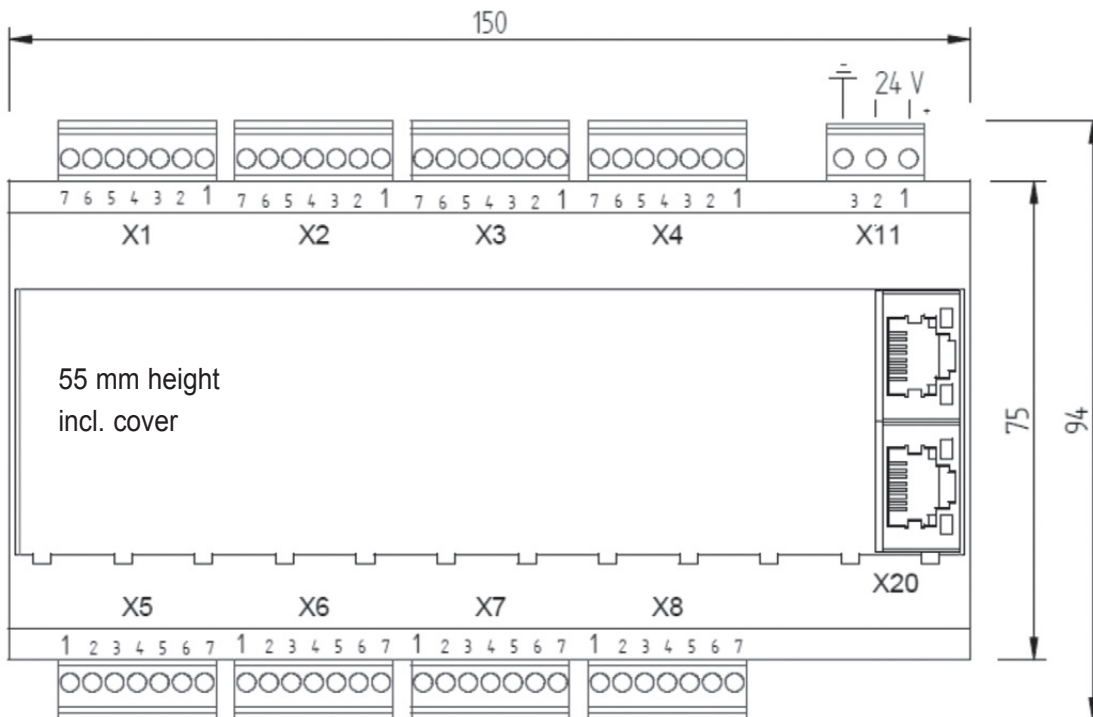 150
24 V
+
7 6 5 4 3 2 1 7 6 5 4 3 2 1 7 6 5 4 3 2 1 7 6 5 4 3 2 1 3 2 1
X1 X2 X3 X4 X11
55 mm height
incl. cover
75
94
X20
X5 X6 X7 X8
1 2 3 4 5 6 7 1 2 3 4 5 6 7 1 2 3 4 5 6 7 1 2 3 4 5 6 7